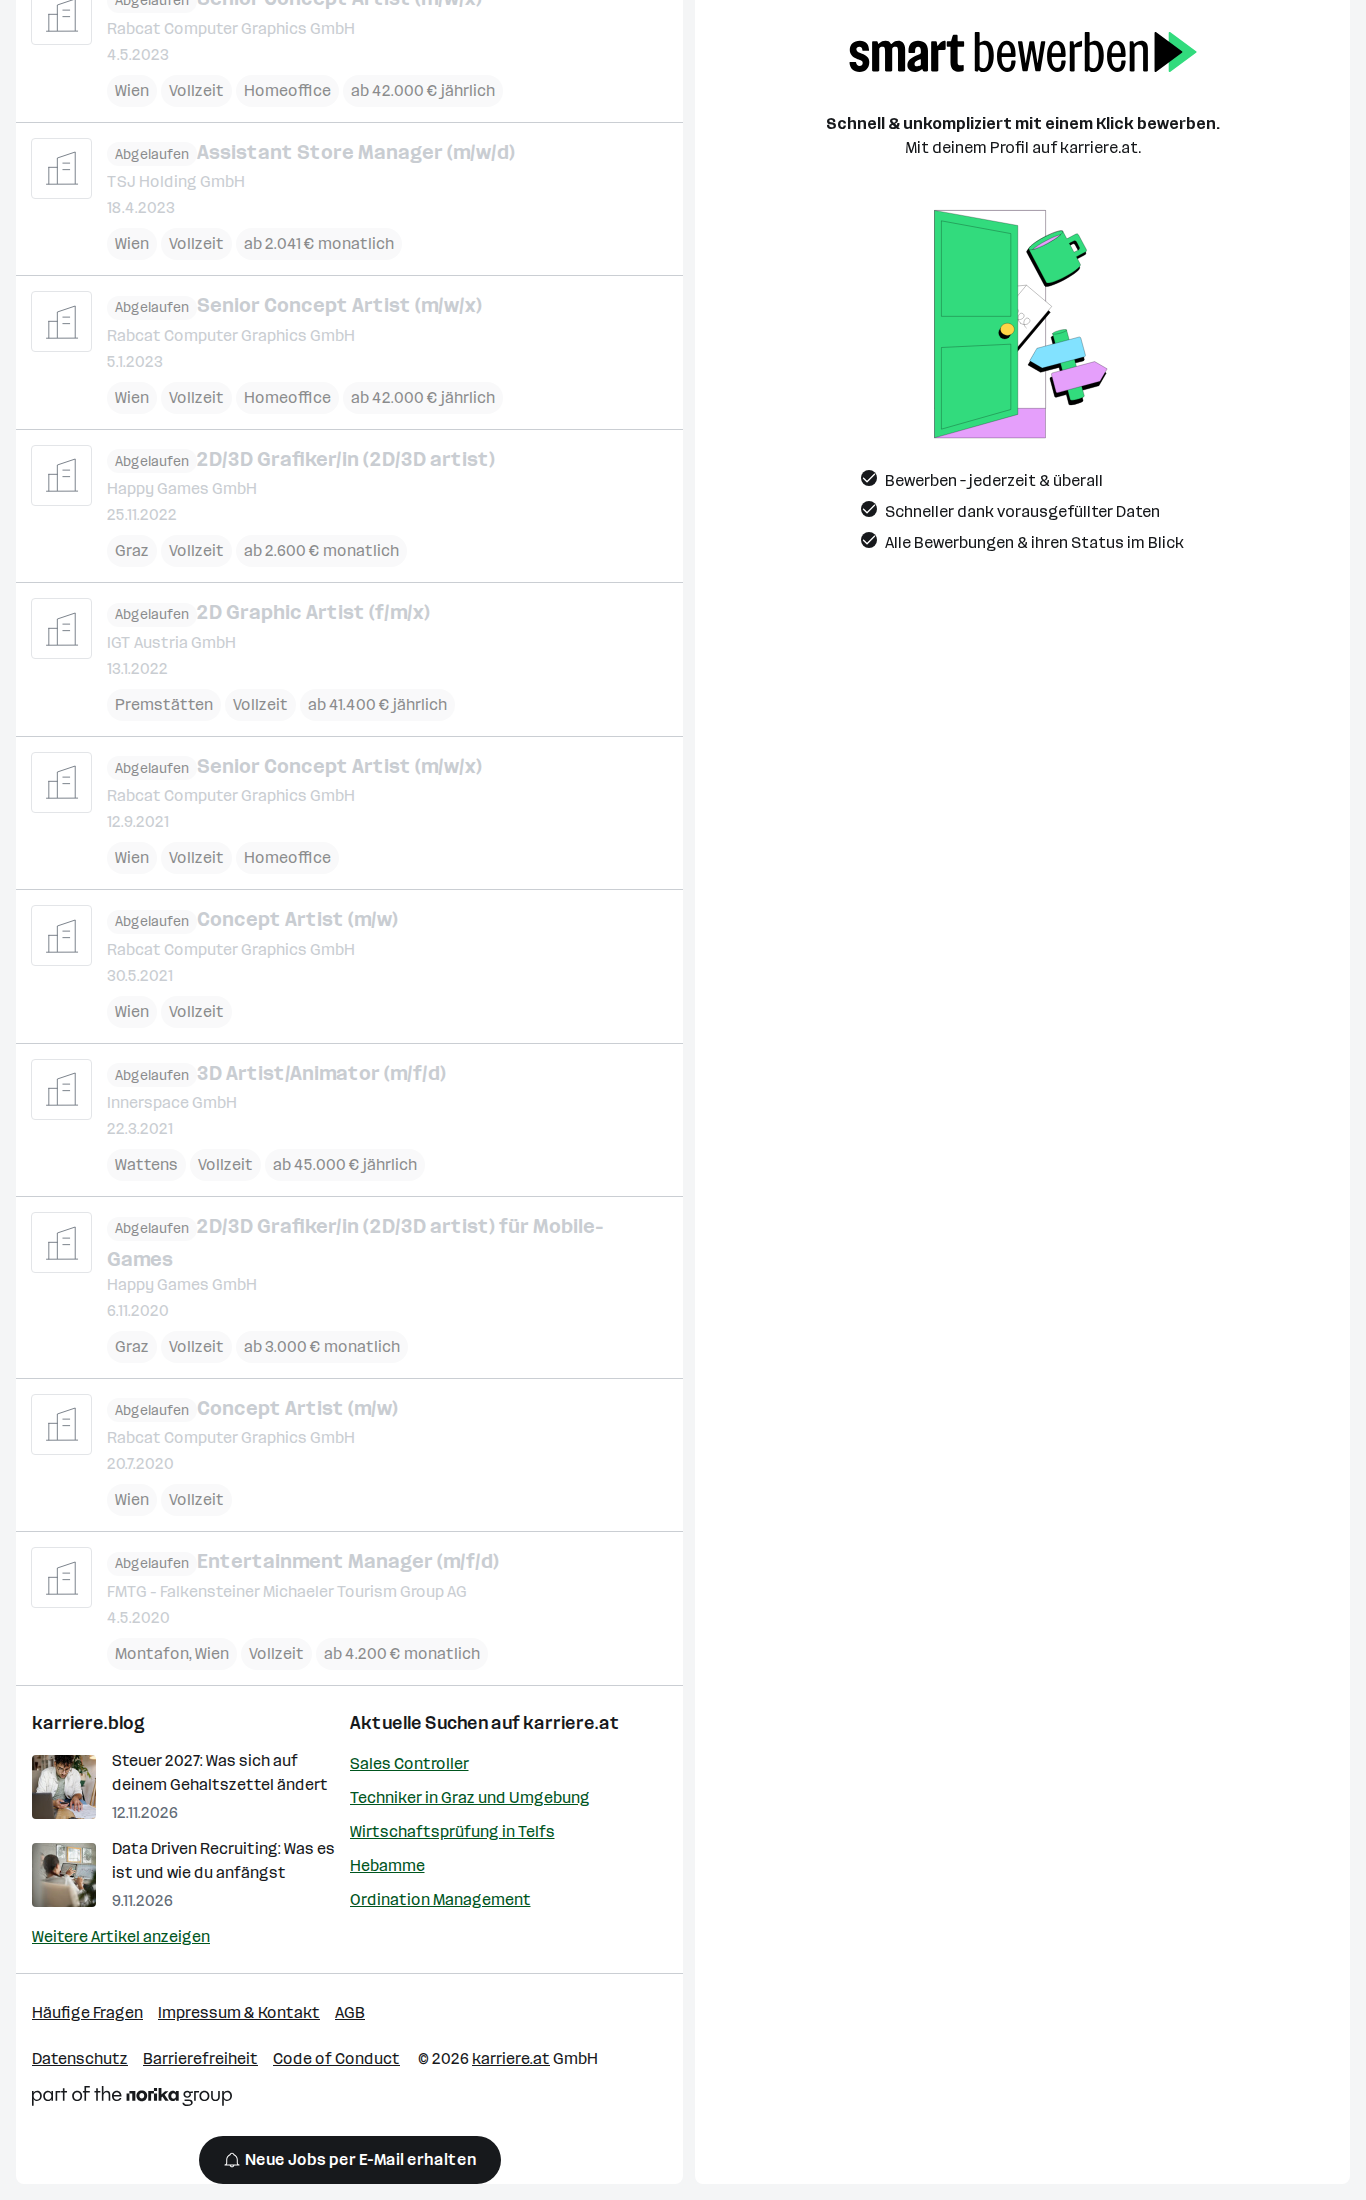 Abgelaufen Senior Concept Artist (m/w/x)
Rabcat Computer Graphics GmbH
4.5.2023
Wien Vollzeit Homeoffice ab 42.000 € jährlich
Abgelaufen Assistant Store Manager (m/w/d)
TSJ Holding GmbH
18.4.2023
Wien Vollzeit ab 2.041 € monatlich
Abgelaufen Senior Concept Artist (m/w/x)
Rabcat Computer Graphics GmbH
5.1.2023
Wien Vollzeit Homeoffice ab 42.000 € jährlich
Abgelaufen 2D/3D Grafiker/in (2D/3D artist)
Happy Games GmbH
25.11.2022
Graz Vollzeit ab 2.600 € monatlich
Abgelaufen 2D Graphic Artist (f/m/x)
IGT Austria GmbH
13.1.2022
Premstätten Vollzeit ab 41.400 € jährlich
Abgelaufen Senior Concept Artist (m/w/x)
Rabcat Computer Graphics GmbH
12.9.2021
Wien Vollzeit Homeoffice
Abgelaufen Concept Artist (m/w)
Rabcat Computer Graphics GmbH
30.5.2021
Wien Vollzeit
Abgelaufen 3D Artist/Animator (m/f/d)
Innerspace GmbH
22.3.2021
Wattens Vollzeit ab 45.000 € jährlich
Abgelaufen 2D/3D Grafiker/in (2D/3D artist) für Mobile-
Games
Happy Games GmbH
6.11.2020
Graz Vollzeit ab 3.000 € monatlich
Abgelaufen Concept Artist (m/w)
Rabcat Computer Graphics GmbH
20.7.2020
Wien Vollzeit
Abgelaufen Entertainment Manager (m/f/d)
FMTG - Falkensteiner Michaeler Tourism Group AG
4.5.2020
Montafon, Wien Vollzeit ab 4.200 € monatlich
karriere.blog
Steuer 2027: Was sich auf
deinem Gehaltszettel ändert
12.11.2026
Data Driven Recruiting: Was es
ist und wie du anfängst
9.11.2026
Weitere Artikel anzeigen
Aktuelle Suchen auf karriere.at
Sales Controller
Techniker in Graz und Umgebung
Wirtschaftsprüfung in Telfs
Hebamme
Ordination Management
Häufige Fragen Impressum & Kontakt AGB
Datenschutz Barrierefreiheit Code of Conduct © 2026 karriere.at GmbH
part of the norika group
Neue Jobs per E-Mail erhalten
smart bewerben
Schnell & unkompliziert mit einem Klick bewerben.
Mit deinem Profil auf karriere.at.
Bewerben - jederzeit & überall
Schneller dank vorausgefüllter Daten
Alle Bewerbungen & ihren Status im Blick